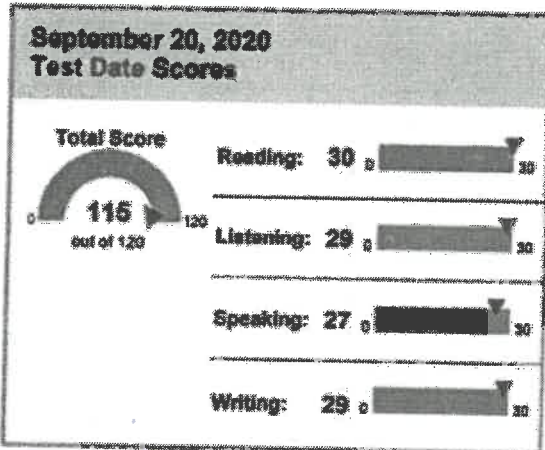 September 20, 2020
Test Date Scores
Total Score
0
115
120
out of 120
Reading: 30 0 30
Listening: 29 0 30
Speaking: 27 0 30
Writing: 29 0 30